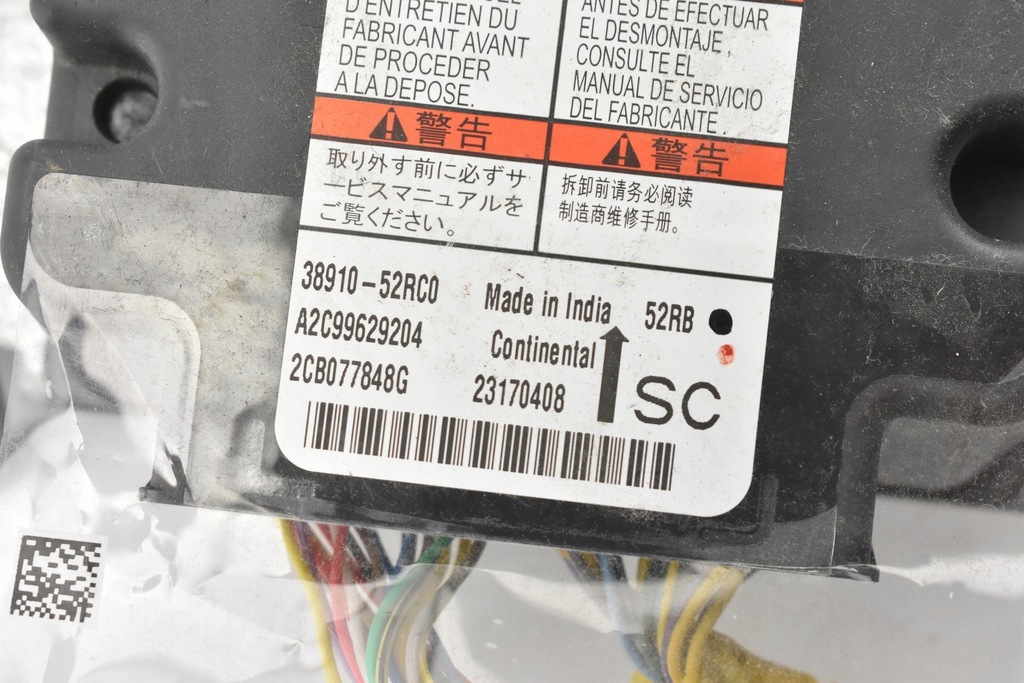 D'ENTRETIEN DU
FABRICANT AVANT
DE PROCEDER
A LA DEPOSE.
ANTES DE EFECTUAR
EL DESMONTAJE,
CONSULTE EL
MANUAL DE SERVICIO
DEL FABRICANTE.
警告
取り外す前に必ずサ
ービスマニュアルを
ご覧ください。
警告
拆卸前请务必阅读
制造商维修手册。
38910-52RC0
Made in India
52RB
A2C99629204
Continental
2CB077848G
23170408
SC